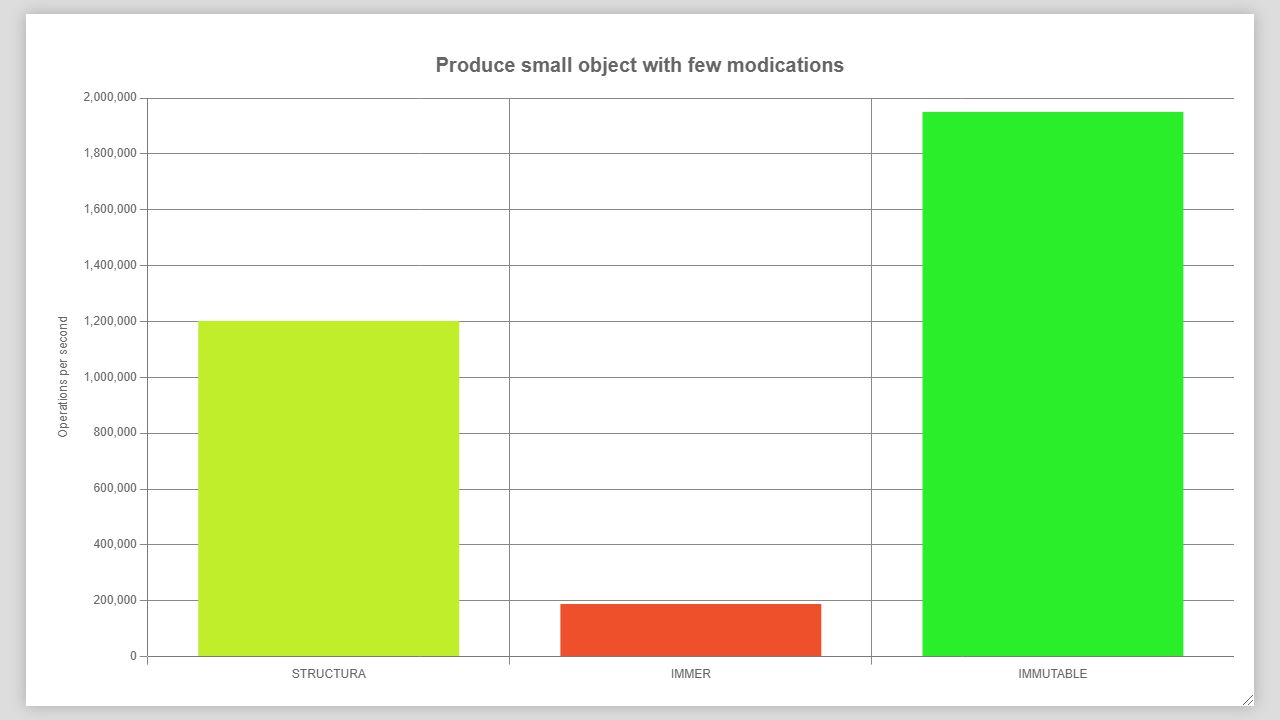 Produce small object with few modications
2,000,000
1,800,000
1,600,000
1,400,000
1,200,000
1,000,000
800,000
600,000
400,000
200,000
0
Operations per second
STRUCTURA
IMMER
IMMUTABLE